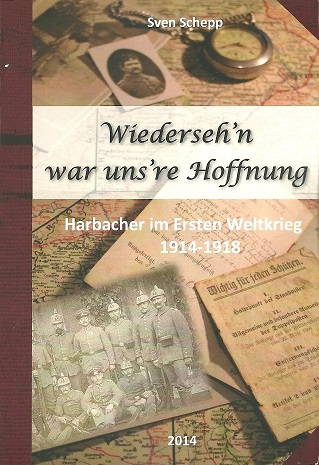 Sven Schepp
Wiederseh'n
war uns're Hoffnung
Harbacher im Ersten Weltkrieg
1914-1918
Wichtig für jeden Schützen.
2014